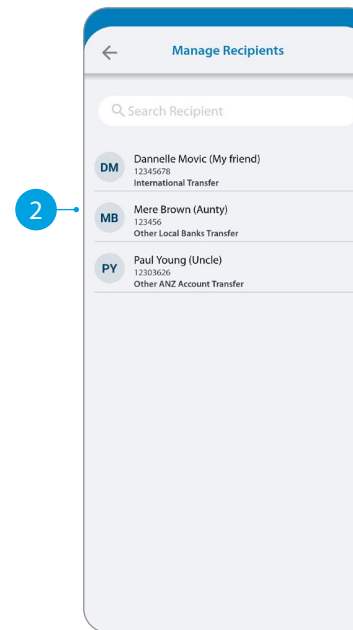 Manage Recipients
Search Recipient
DM
Dannelle Movic (My friend)
12345678
International Transfer
2
MB
Mere Brown (Aunty)
123456
Other Local Banks Transfer
PY
Paul Young (Uncle)
12303626
Other ANZ Account Transfer